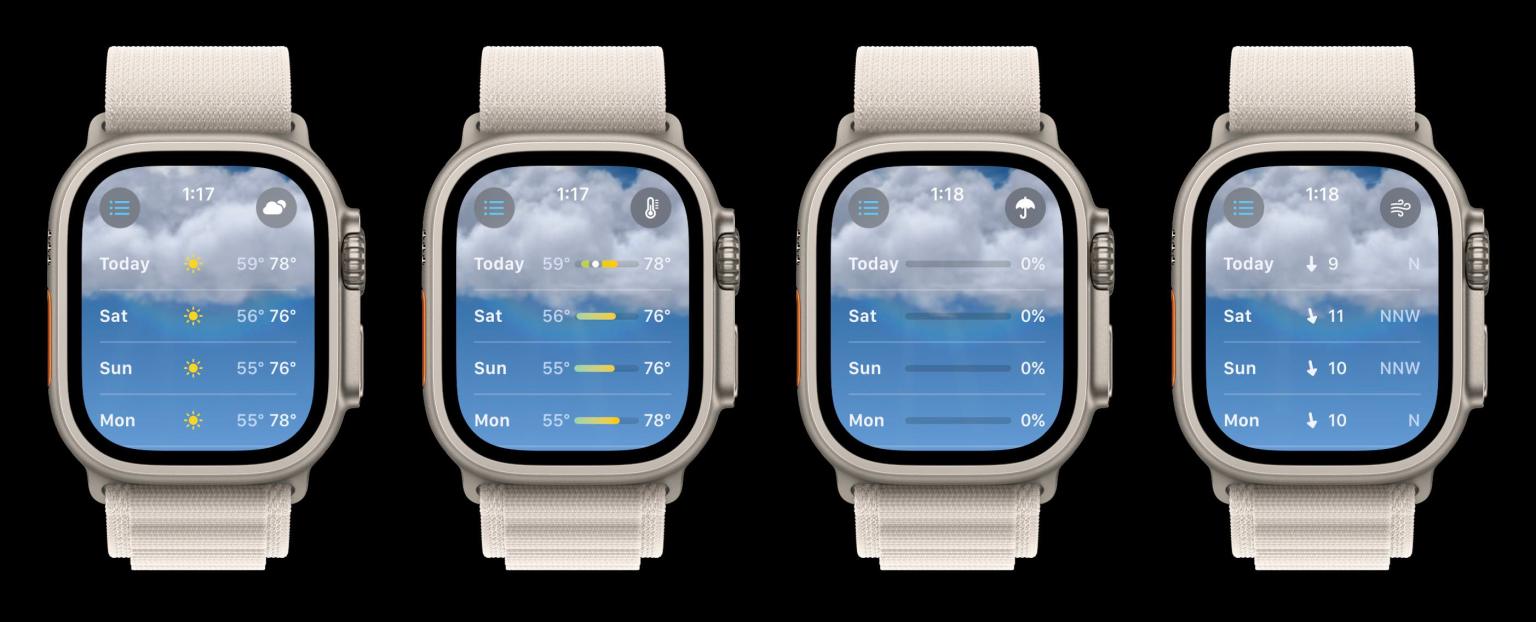 1:17
Today 59° 78°
Sat 56° 76°
Sun 55° 76°
Mon 55° 78°
1:17
Today 59° 78°
Sat 56° 76°
Sun 55° 76°
Mon 55° 78°
1:18
Today 0%
Sat 0%
Sun 0%
Mon 0%
1:18
Today 9 N
Sat 11 NNW
Sun 10 NNW
Mon 10 N